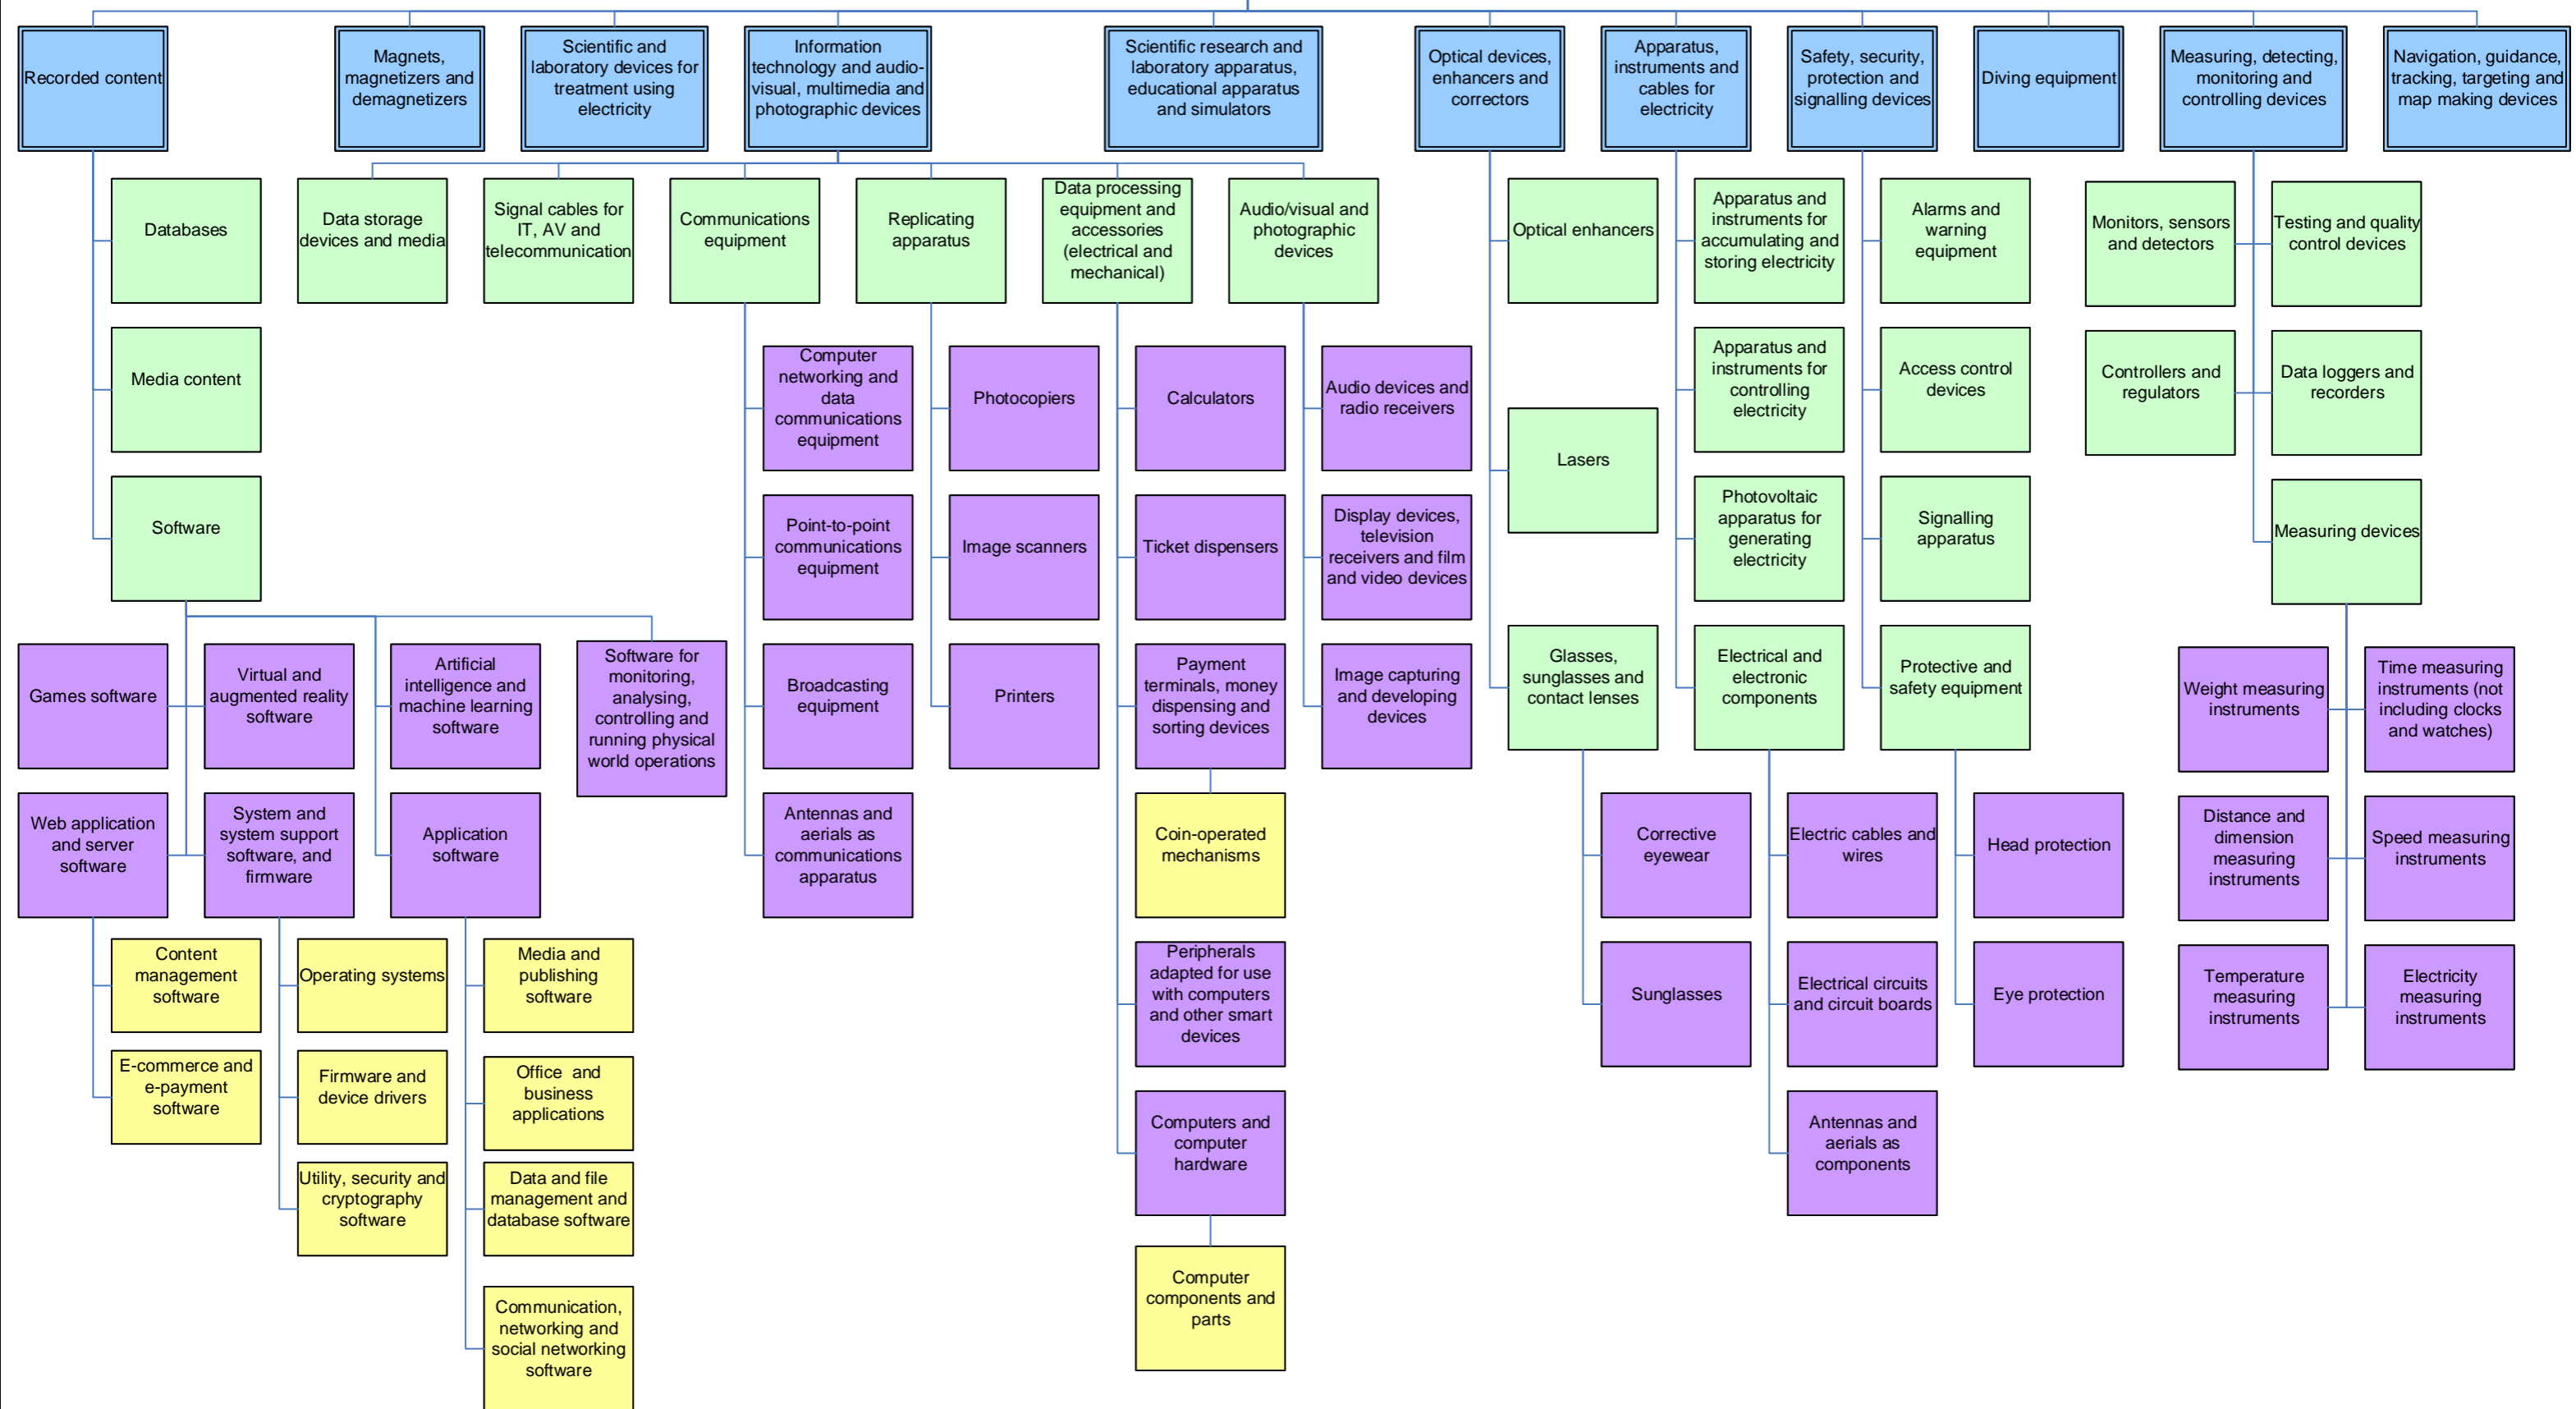 Recorded content
Magnets,
magnetizers and
demagnetizers
Scientific and
laboratory devices for
treatment using
electricity
Information
technology and audio-
visual, multimedia and
photographic devices
Scientific research and
laboratory apparatus,
educational apparatus
and simulators
Optical devices,
enhancers and
correctors
Apparatus,
instruments and
cables for
electricity
Safety, security,
protection and
signalling devices
Diving equipment
Measuring, detecting,
monitoring and
controlling devices
Navigation, guidance,
tracking, targeting and
map making devices
Databases
Media content
Software
Data storage
devices and media
Signal cables for
IT, AV and
telecommunication
Communications
equipment
Replicating
apparatus
Data processing
equipment and
accessories
(electrical and
mechanical)
Audio/visual and
photographic
devices
Optical enhancers
Lasers
Glasses,
sunglasses and
contact lenses
Apparatus and
instruments for
accumulating and
storing electricity
Apparatus and
instruments for
controlling
electricity
Photovoltaic
apparatus for
generating
electricity
Electrical and
electronic
components
Alarms and
warning
equipment
Access control
devices
Signalling
apparatus
Protective and
safety equipment
Monitors, sensors
and detectors
Testing and quality
control devices
Controllers and
regulators
Data loggers and
recorders
Measuring devices
Games software
Virtual and
augmented reality
software
Artificial
intelligence and
machine learning
software
Software for
monitoring,
analysing,
controlling and
running physical
world operations
Web application
and server
software
System and
system support
software, and
firmware
Application
software
Content
management
software
E-commerce and
e-payment
software
Operating systems
Firmware and
device drivers
Utility, security and
cryptography
software
Media and
publishing
software
Office and
business
applications
Data and file
management and
database software
Communication,
networking and
social networking
software
Computer
networking and
data
communications
equipment
Point-to-point
communications
equipment
Broadcasting
equipment
Antennas and
aerials as
communications
apparatus
Photocopiers
Image scanners
Printers
Calculators
Ticket dispensers
Payment
terminals, money
dispensing and
sorting devices
Coin-operated
mechanisms
Peripherals
adapted for use
with computers
and other smart
devices
Computers and
computer
hardware
Computer
components and
parts
Audio devices and
radio receivers
Display devices,
television
receivers and film
and video devices
Image capturing
and developing
devices
Corrective
eyewear
Sunglasses
Electric cables and
wires
Electrical circuits
and circuit boards
Antennas and
aerials as
components
Head protection
Eye protection
Weight measuring
instruments
Time measuring
instruments (not
including clocks
and watches)
Distance and
dimension
measuring
instruments
Speed measuring
instruments
Temperature
measuring
instruments
Electricity
measuring
instruments